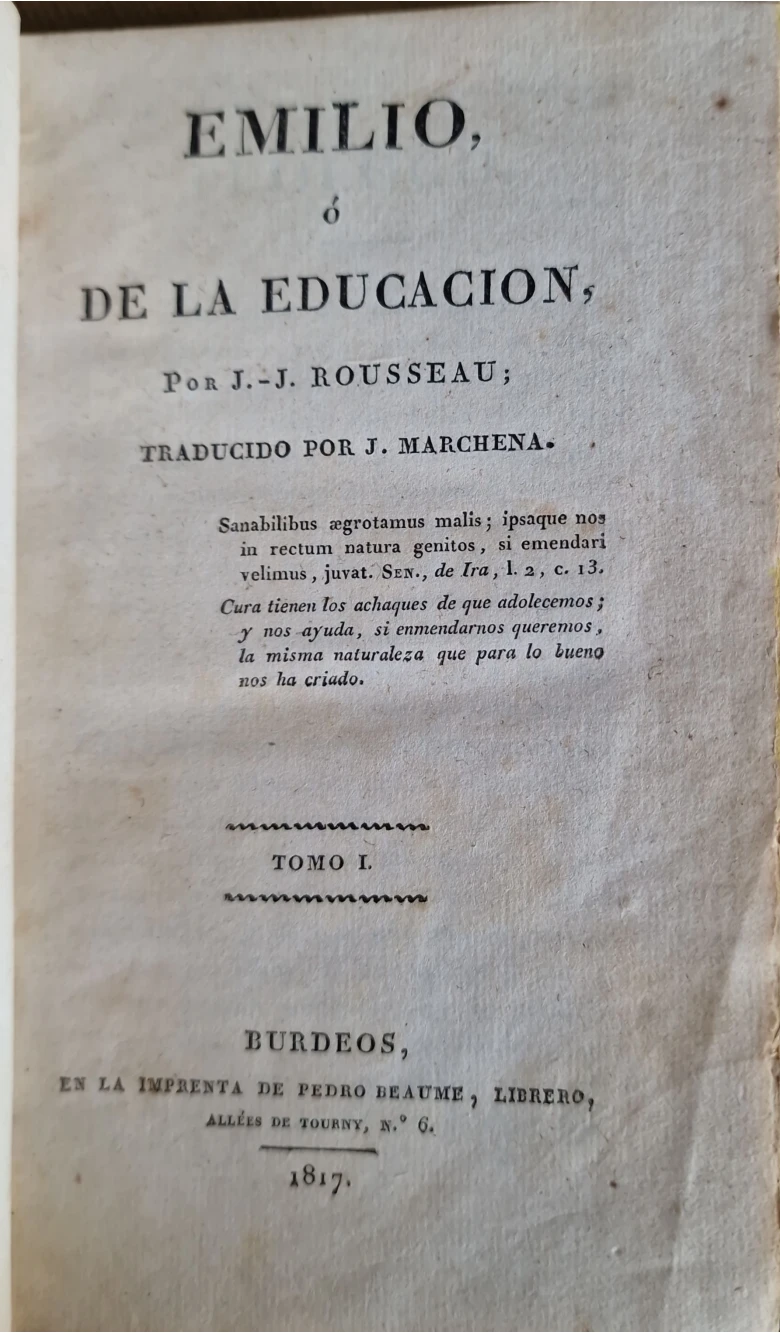 EMILIO,
ó
DE LA EDUCACION,
POR J.-J. ROUSSEAU;
TRADUCIDO POR J. MARCHENA.
Sanabilibus ægrotamus malis; ipsaque nos
in rectum natura genitos, si emendari
velimus, juvat. SEN., de Ira, l. 2, c. 13.
Cura tienen los achaques de que adolecemos;
y nos ayuda, si enmendarnos queremos,
la misma naturaleza que para lo bueno
nos ha criado.
TOMO I.
BURDEOS,
EN LA IMPRENTA DE PEDRO BEAUME, LIBRERO,
ALLÉES DE TOURNY, N.º 6.
1817.